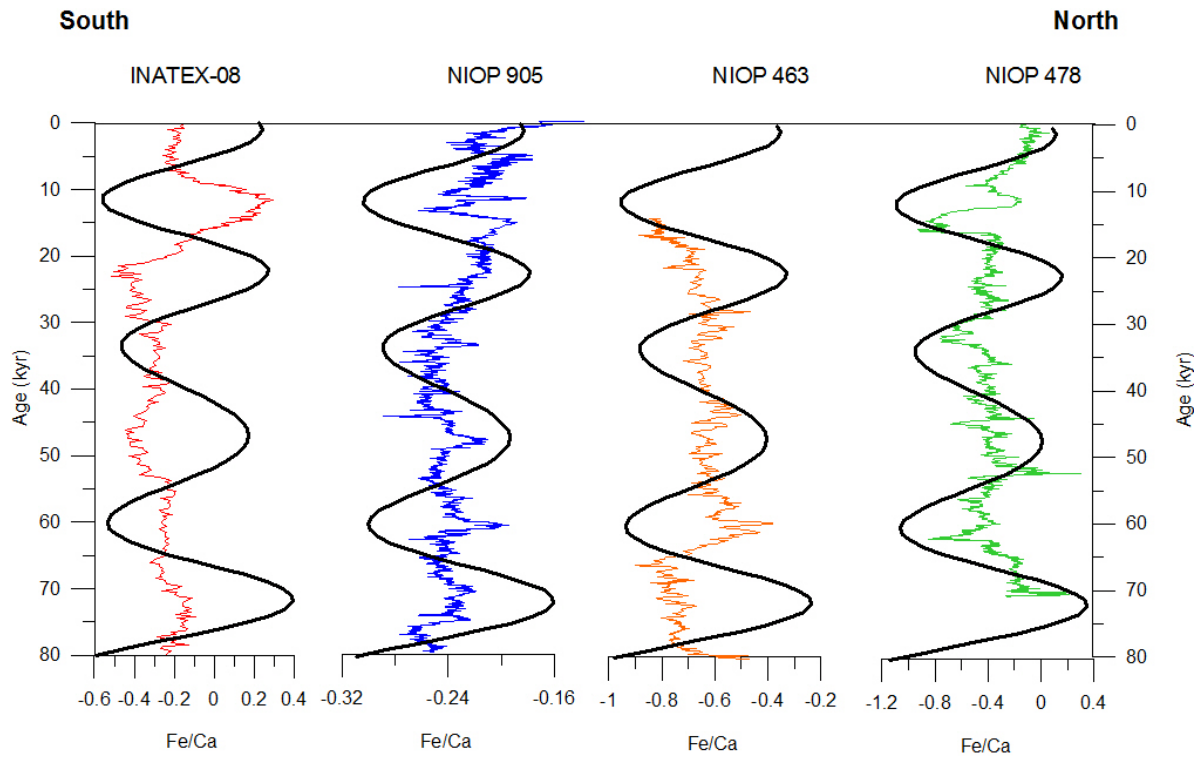 South North
INATEX-08 NIOP 905 NIOP 463 NIOP 478
0 0
10 10
20 20
30 30
40 40
50 50
60 60
70 70
80 80
Age (kyr) Age (kyr)
-0.6 -0.4 -0.2 0 0.2 0.4 -0.32 -0.24 -0.16 -1 -0.8 -0.6 -0.4 -0.2 -1.2 -0.8 -0.4 0 0.4
Fe/Ca Fe/Ca Fe/Ca Fe/Ca